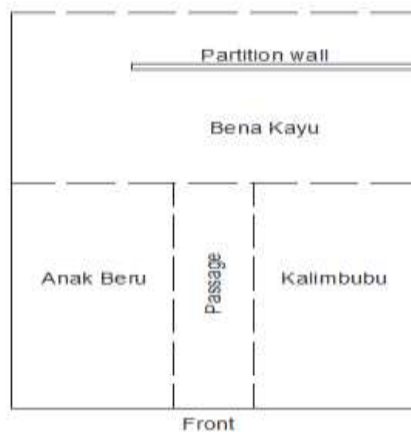 Partition wall
Bena Kayu
Anak Beru
Passage
Kalimbubu
Front